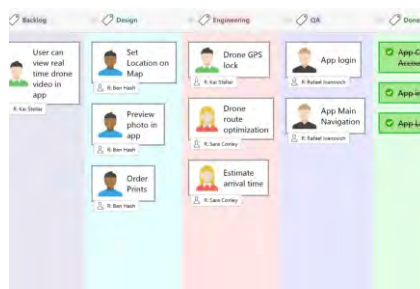 Backlog
Design
Engineering
QA
Done
User can
view real
time drone
video in
app
R: Kai Stellar
Set
Location on
Map
R: Ben Hash
Preview
photo in
app
R: Ben Hash
Order
Prints
R: Ben Hash
Drone GPS
lock
R: Kai Stellar
Drone
route
optimization
R: Sara Conley
Estimate
arrival time
R: Sara Conley
App login
R: Rafael Ivanovich
App Main
Navigation
R: Rafael Ivanovich